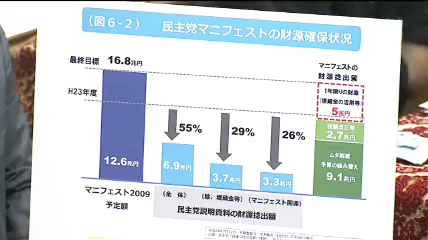 (図6-2) 民主党マニフェストの財源確保状況
最終目標 16.8兆円
マニフェストの
財源捻出策
H23年度
1年限りの財源
埋蔵金の活用等
5兆円
55%
29%
26%
税制改正等
2.7兆円
12.6兆円
6.9兆円
3.7兆円
3.3兆円
ムダ削減
予算の組み替え
9.1兆円
マニフェスト2009
予定額
(全 体)
(除、埋蔵金等)
(マニフェスト関連)
民主党説明資料の財源捻出額